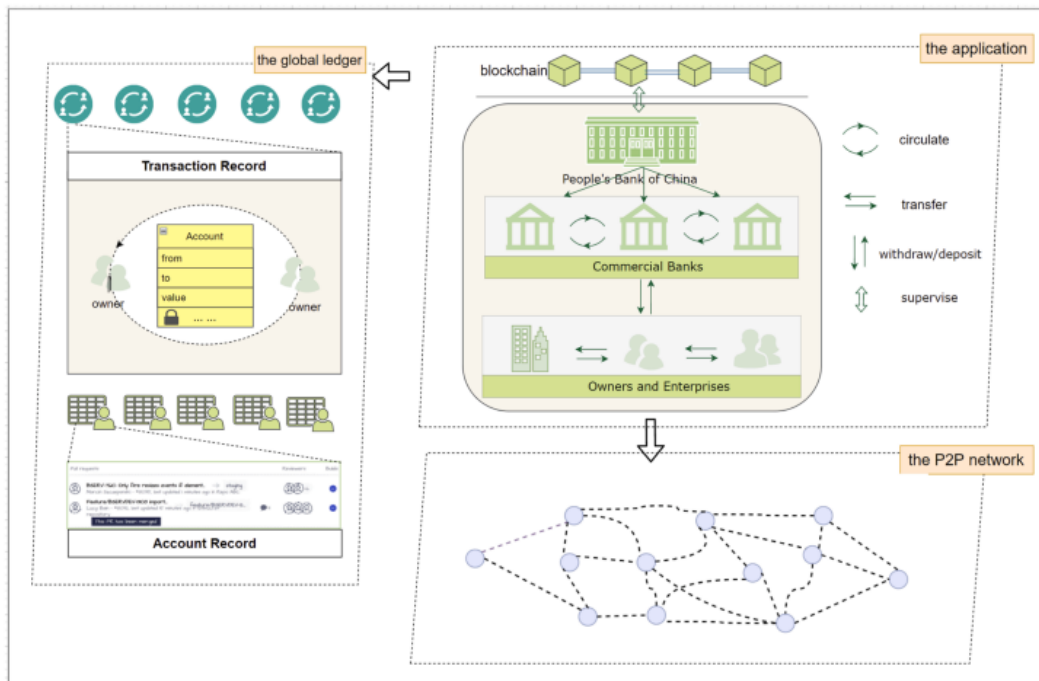 the global ledger
Transaction Record
owner
Account
from
to
value
... ...
owner
Account Record
the application
blockchain
People's Bank of China
Commercial Banks
Owners and Enterprises
circulate
transfer
withdraw/deposit
supervise
the P2P network